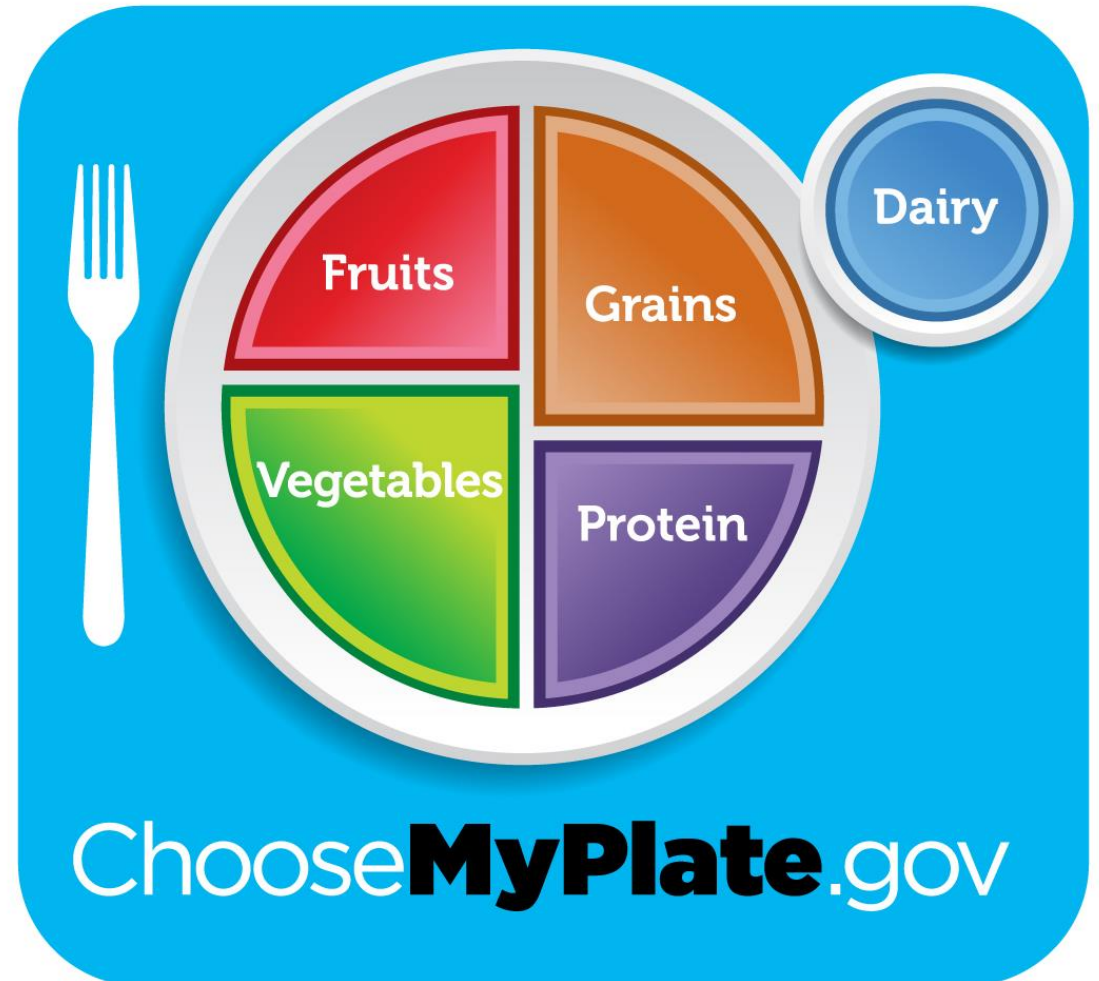 Fruits
Grains
Dairy
Vegetables
Protein
ChooseMyPlate.gov